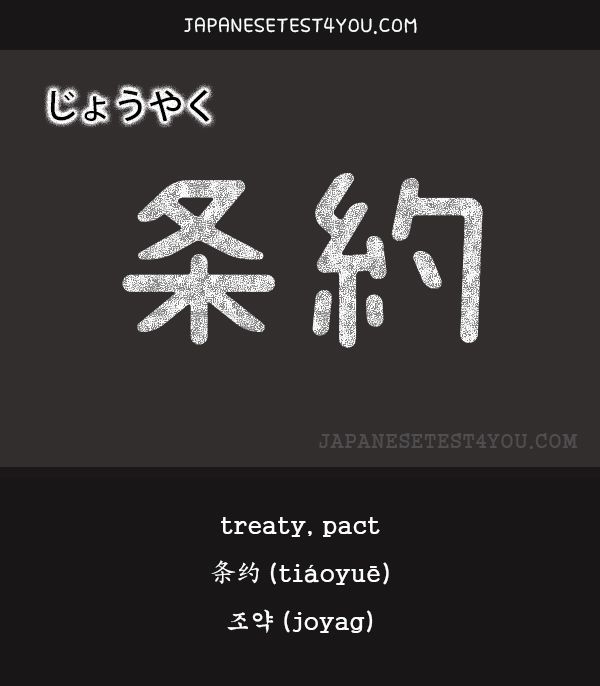 JAPANESETEST4YOU.COM
じょうやく
条約
JAPANESETEST4YOU.COM
treaty, pact
条约 (tiáoyuē)
조약 (joyag)